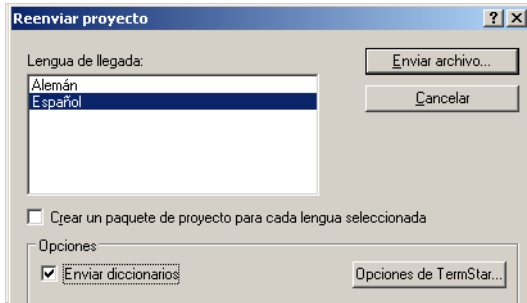 Reenviar proyecto
Lengua de llegada:
Enviar archivo...
Alemán
Español
Cancelar
Crear un paquete de proyecto para cada lengua seleccionada
Opciones
Enviar diccionarios
Opciones de TermStar...